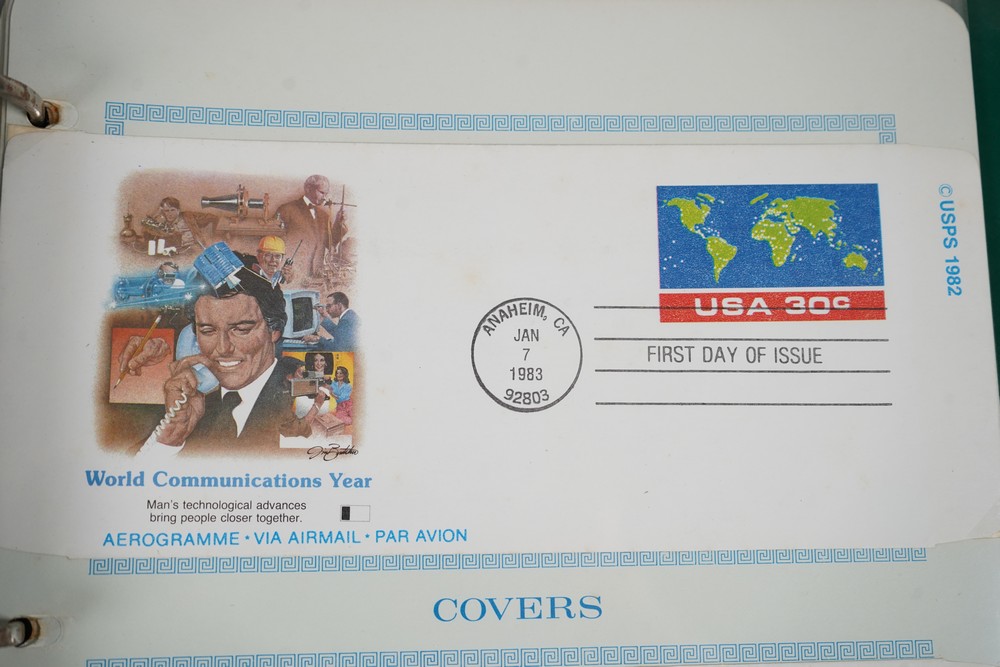 © USPS 1982
USA 30c
ANAHEIM, CA
JAN
7
1983
92803
FIRST DAY OF ISSUE
World Communications Year
Man's technological advances
bring people closer together.
AEROGRAMME • VIA AIRMAIL • PAR AVION
COVERS